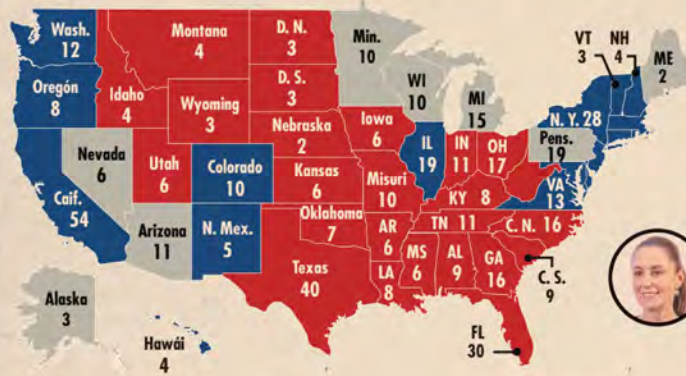 Wash.
12
Oregón
8
Caif.
54
Nevada
6
Idaho
4
Montana
4
Wyoming
3
Utah
6
Arizona
11
Colorado
10
N. Mex.
5
D. N.
3
D. S.
3
Nebraska
2
Kansas
6
Oklahoma
7
Texas
40
Min.
10
Iowa
6
Misuri
10
AR
6
LA
8
WI
10
IL
19
MI
15
IN
11
OH
17
KY 8
TN 11
MS
6
AL
9
GA
16
FL
30
C. S.
9
C. N. 16
VA
13
Pens.
19
N. Y. 28
VT
3
NH
4
ME
2
Alaska
3
Hawái
4